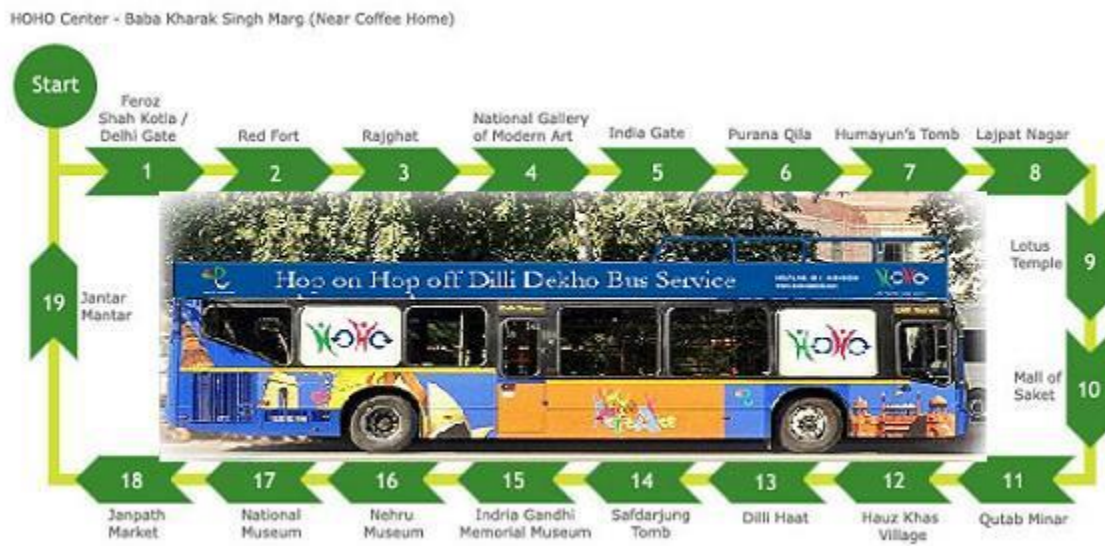 HOHO Center - Baba Kharak Singh Marg (Near Coffee Home)
Start
Feroz
Shah Kotla /
Delhi Gate
1
Red Fort
2
Rajghat
3
National Gallery
of Modern Art
4
India Gate
5
Purana Qila
6
Humayun's Tomb
7
Lajpat Nagar
8
Lotus
Temple
9
Mall of
Saket
10
Hop on Hop off Dilli Dekho Bus Service
HOHO
HOHO
HOHO
Qutab Minar
11
Hauz Khas
Village
12
Dilli Haat
13
Safdarjung
Tomb
14
Indria Gandhi
Memorial Museum
15
Nehru
Museum
16
National
Museum
17
Janpath
Market
18
Jantar
Mantar
19